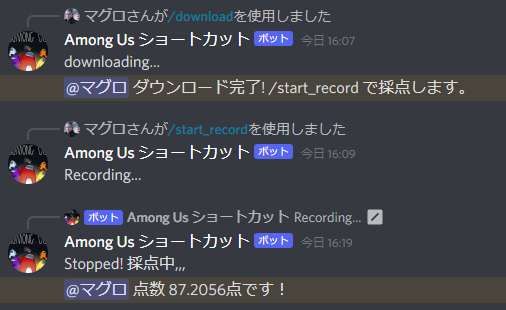 マグロさんが/downloadを使用しました
Among Us ショートカット ボット 今日 16:07
downloading...
@マグロ ダウンロード完了! /start_record で採点します。
マグロさんが/start_recordを使用しました
Among Us ショートカット ボット 今日 16:09
Recording...
ボット Among Us ショートカット Recording...
Among Us ショートカット ボット 今日 16:19
Stopped! 採点中,,,
@マグロ 点数 87.2056点です！